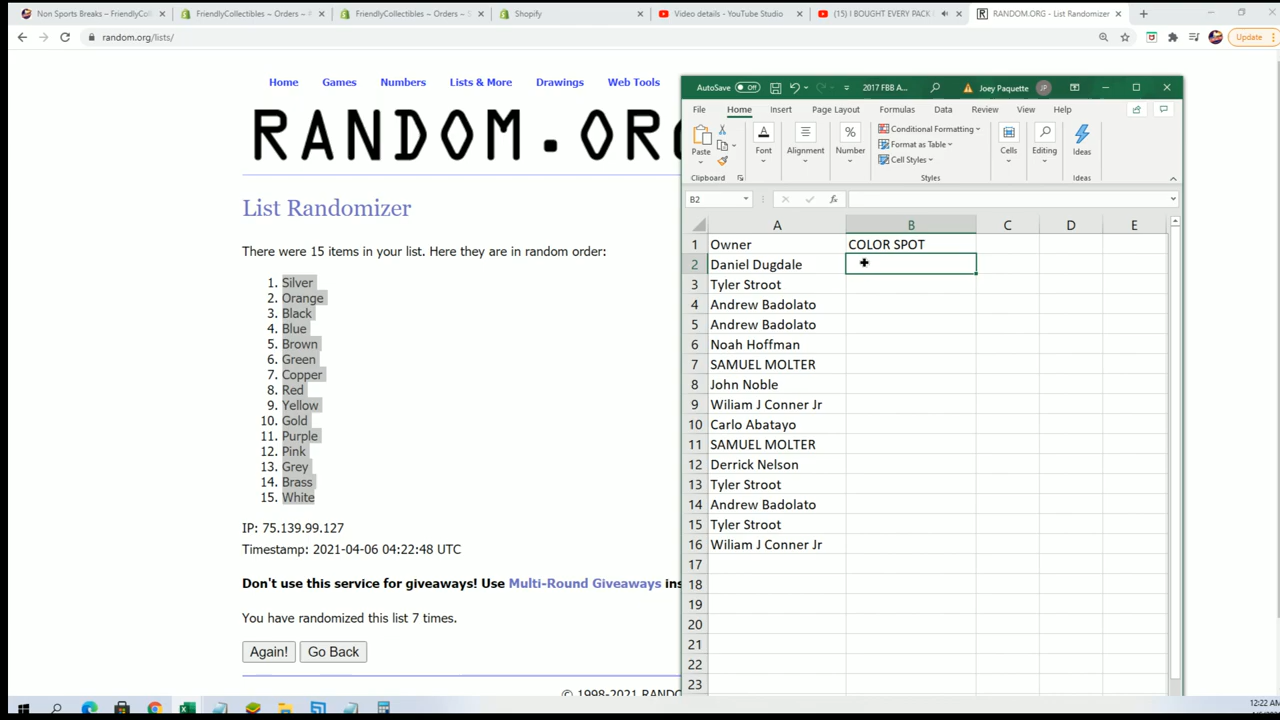 Non Sports Breaks – FriendlyColl
FriendlyCollectibles ~ Orders ~
FriendlyCollectibles ~ Orders ~
Shopify
Video details - YouTube Studio
(15) I BOUGHT EVERY PACK
RANDOM.ORG - List Randomizer
random.org/lists/
Update
Home
Games
Numbers
Lists & More
Drawings
Web Tools
RANDOM.ORG
List Randomizer
There were 15 items in your list. Here they are in random order:
1. Silver
2. Orange
3. Black
4. Blue
5. Brown
6. Green
7. Copper
8. Red
9. Yellow
10. Gold
11. Purple
12. Pink
13. Grey
14. Brass
15. White
IP: 75.139.99.127
Timestamp: 2021-04-06 04:22:48 UTC
Don't use this service for giveaways! Use Multi-Round Giveaways ins
You have randomized this list 7 times.
Again!
Go Back
© 1998-2021 RANDO
AutoSave Off
2017 FBB A...
Joey Paquette
JP
File
Home
Insert
Page Layout
Formulas
Data
Review
View
Help
Paste
Font
Alignment
Number
Conditional Formatting
Format as Table
Cell Styles
Cells
Editing
Ideas
Clipboard
Styles
Ideas
B2
fx
A B C D E
1 Owner COLOR SPOT
2 Daniel Dugdale
3 Tyler Stroot
4 Andrew Badolato
5 Andrew Badolato
6 Noah Hoffman
7 SAMUEL MOLTER
8 John Noble
9 Wiliam J Conner Jr
10 Carlo Abatayo
11 SAMUEL MOLTER
12 Derrick Nelson
13 Tyler Stroot
14 Andrew Badolato
15 Tyler Stroot
16 Wiliam J Conner Jr
17
18
19
20
21
22
23
12:22 AM